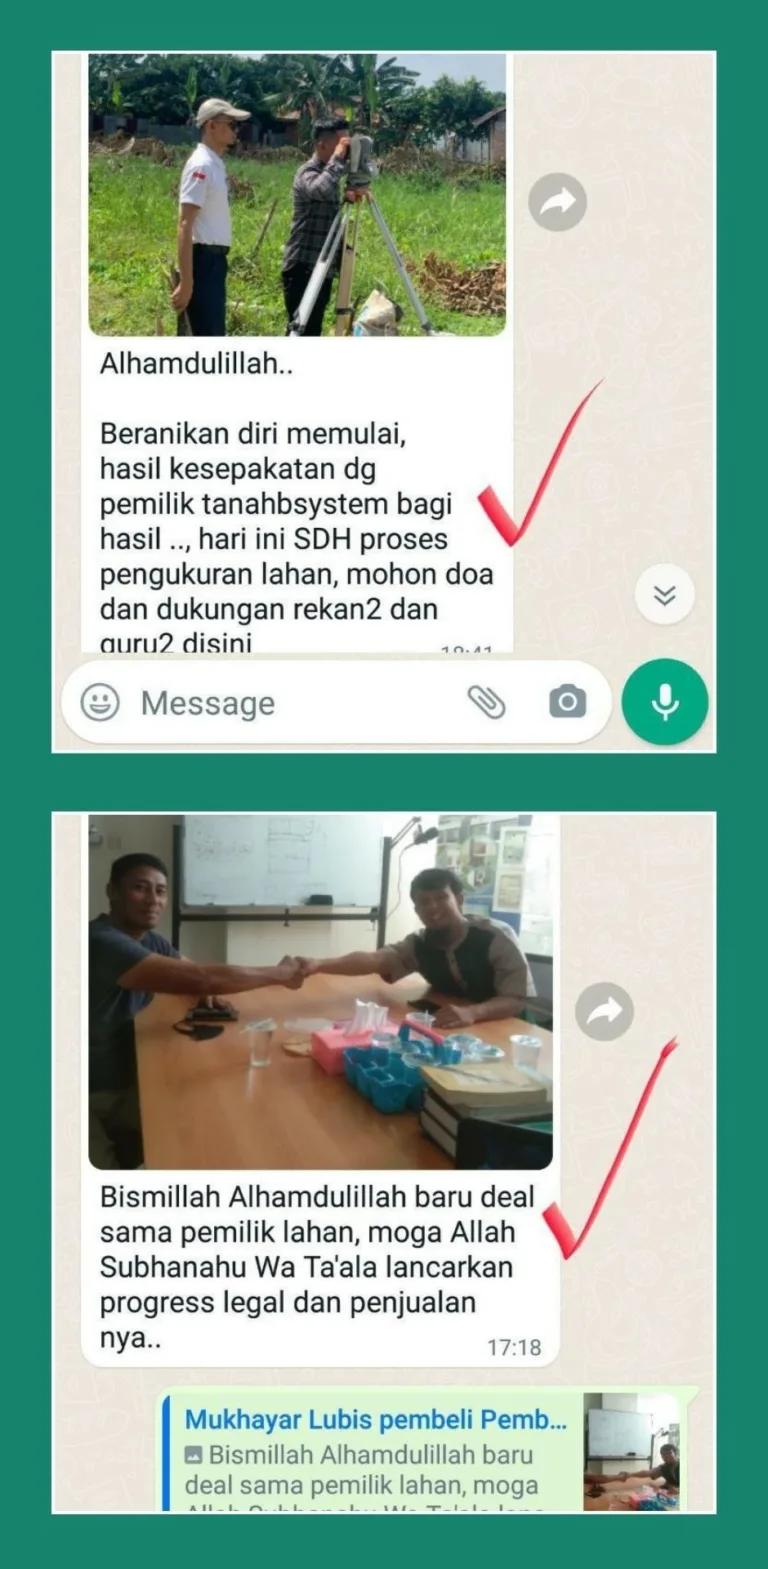 Alhamdulillah..
Beranikan diri memulai,
hasil kesepakatan dg
pemilik tanahbsystem bagi
hasil .., hari ini SDH proses
pengukuran lahan, mohon doa
dan dukungan rekan2 dan
guru2 disini
Message
Bismillah Alhamdulillah baru deal
sama pemilik lahan, moga Allah
Subhanahu Wa Ta'ala lancarkan
progress legal dan penjualan
nya..
17:18
Mukhayar Lubis pembeli Pemb...
Bismillah Alhamdulillah baru
deal sama pemilik lahan, moga